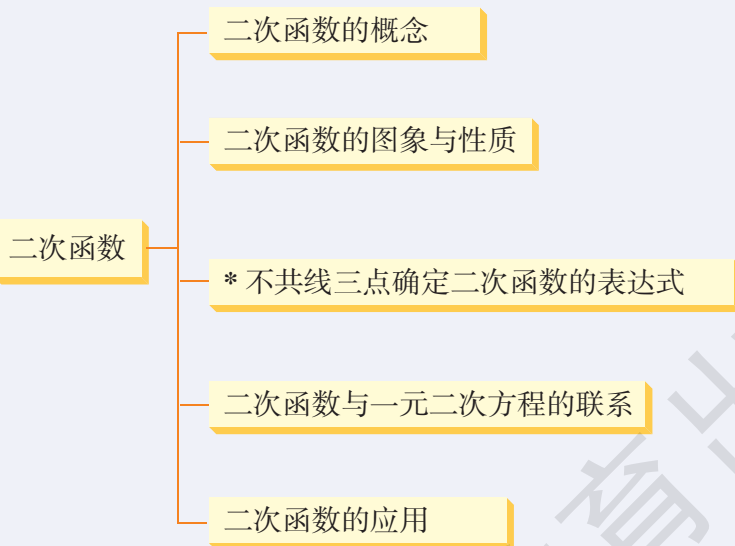 二次函数的概念
二次函数的图象与性质
二次函数
* 不共线三点确定二次函数的表达式
二次函数与一元二次方程的联系
二次函数的应用
育出